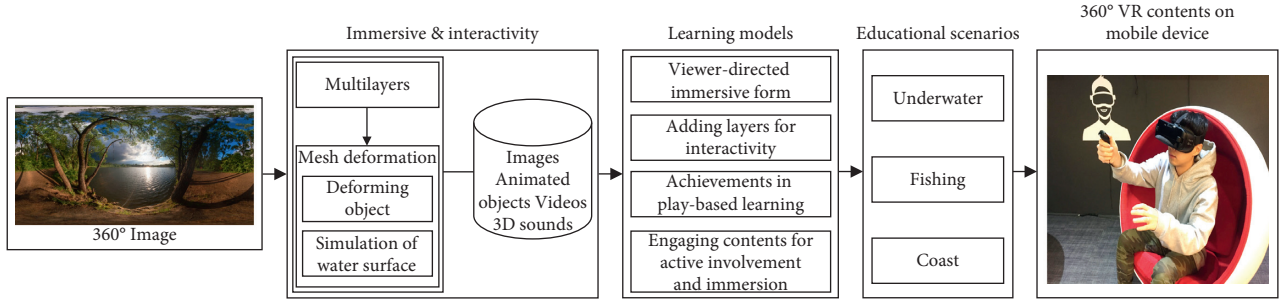 360° Image
Immersive & interactivity
Multilayers
Mesh deformation
Deforming
object
Simulation of
water surface
Images
Animated
objects Videos
3D sounds
Learning models
Viewer-directed
immersive form
Adding layers for
interactivity
Achievements in
play-based learning
Engaging contents for
active involvement
and immersion
Educational scenarios
Underwater
Fishing
Coast
360° VR contents on
mobile device